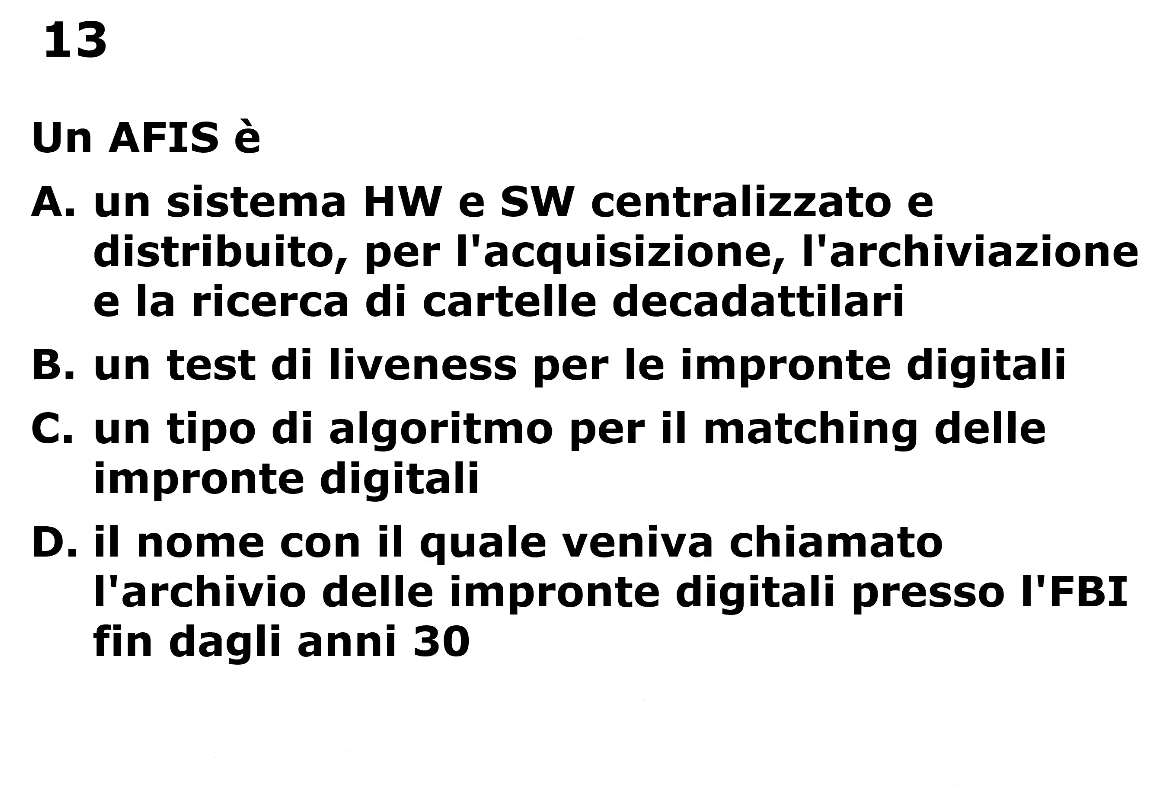 13
Un AFIS è
A. un sistema HW e SW centralizzato e
distribuito, per l'acquisizione, l'archiviazione
e la ricerca di cartelle decadattilari
B. un test di liveness per le impronte digitali
C. un tipo di algoritmo per il matching delle
impronte digitali
D. il nome con il quale veniva chiamato
l'archivio delle impronte digitali presso l'FBI
fin dagli anni 30